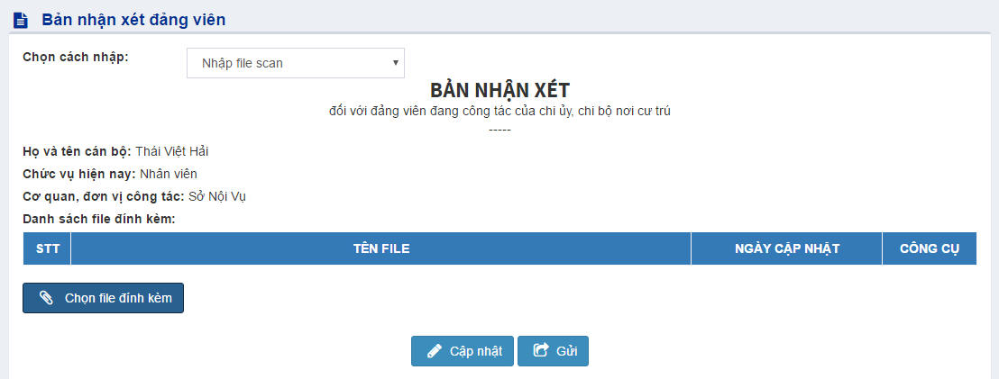 Bản nhận xét đảng viên
Chọn cách nhập: Nhập file scan
BẢN NHẬN XÉT
đối với đảng viên đang công tác của chi ủy, chi bộ nơi cư trú
-----
Họ và tên cán bộ: Thái Việt Hải
Chức vụ hiện nay: Nhân viên
Cơ quan, đơn vị công tác: Sở Nội Vụ
Danh sách file đính kèm:
STT TÊN FILE NGÀY CẬP NHẬT CÔNG CỤ
Chọn file đính kèm
Cập nhật Gửi